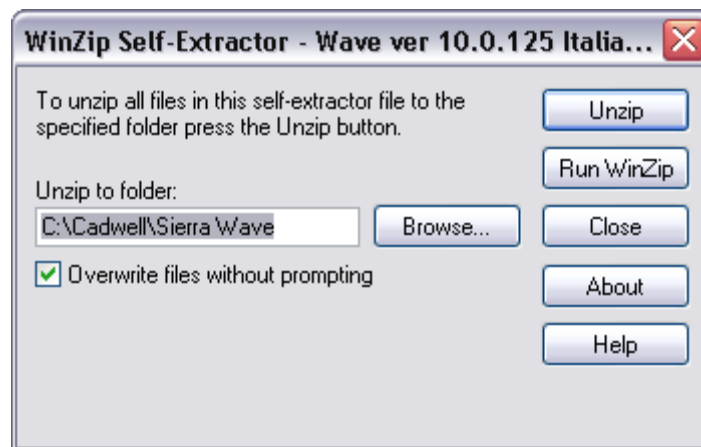 WinZip Self-Extractor - Wave ver 10.0.125 Italia...
To unzip all files in this self-extractor file to the
specified folder press the Unzip button.
Unzip to folder:
C:\Cadwell\Sierra Wave
Browse...
Overwrite files without prompting
Unzip
Run WinZip
Close
About
Help